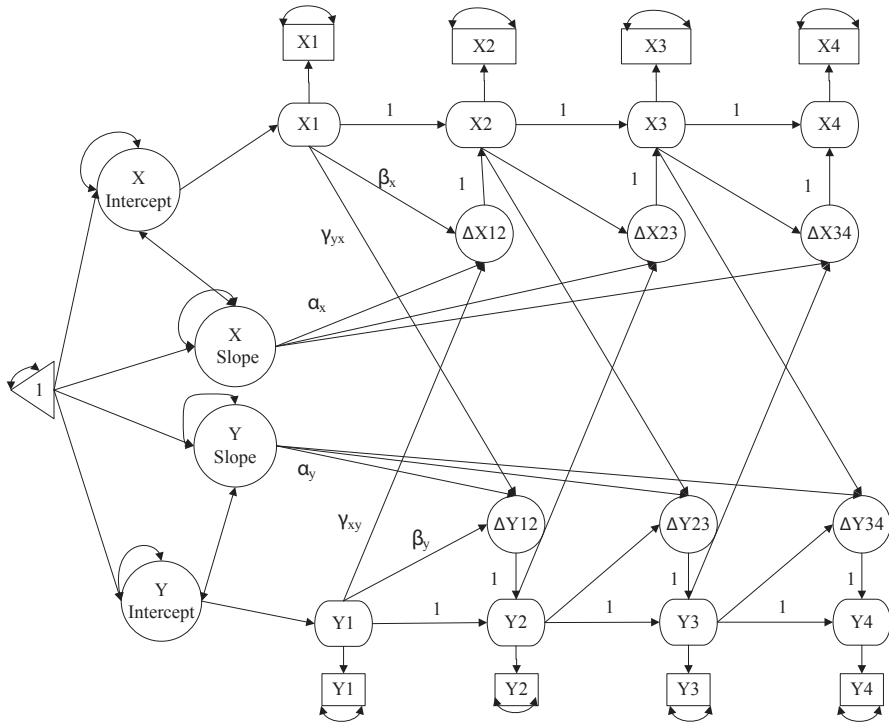 X1 X2 X3 X4
X1 1 X2 1 X3 1 X4
X
Intercept
βx 1 1 1
γyx ΔX12 ΔX23 ΔX34
αx
X
Slope
1
Y
Slope
αy
γxy ΔY12 ΔY23 ΔY34
βy 1 1 1
Y
Intercept
Y1 1 Y2 1 Y3 1 Y4
Y1 Y2 Y3 Y4